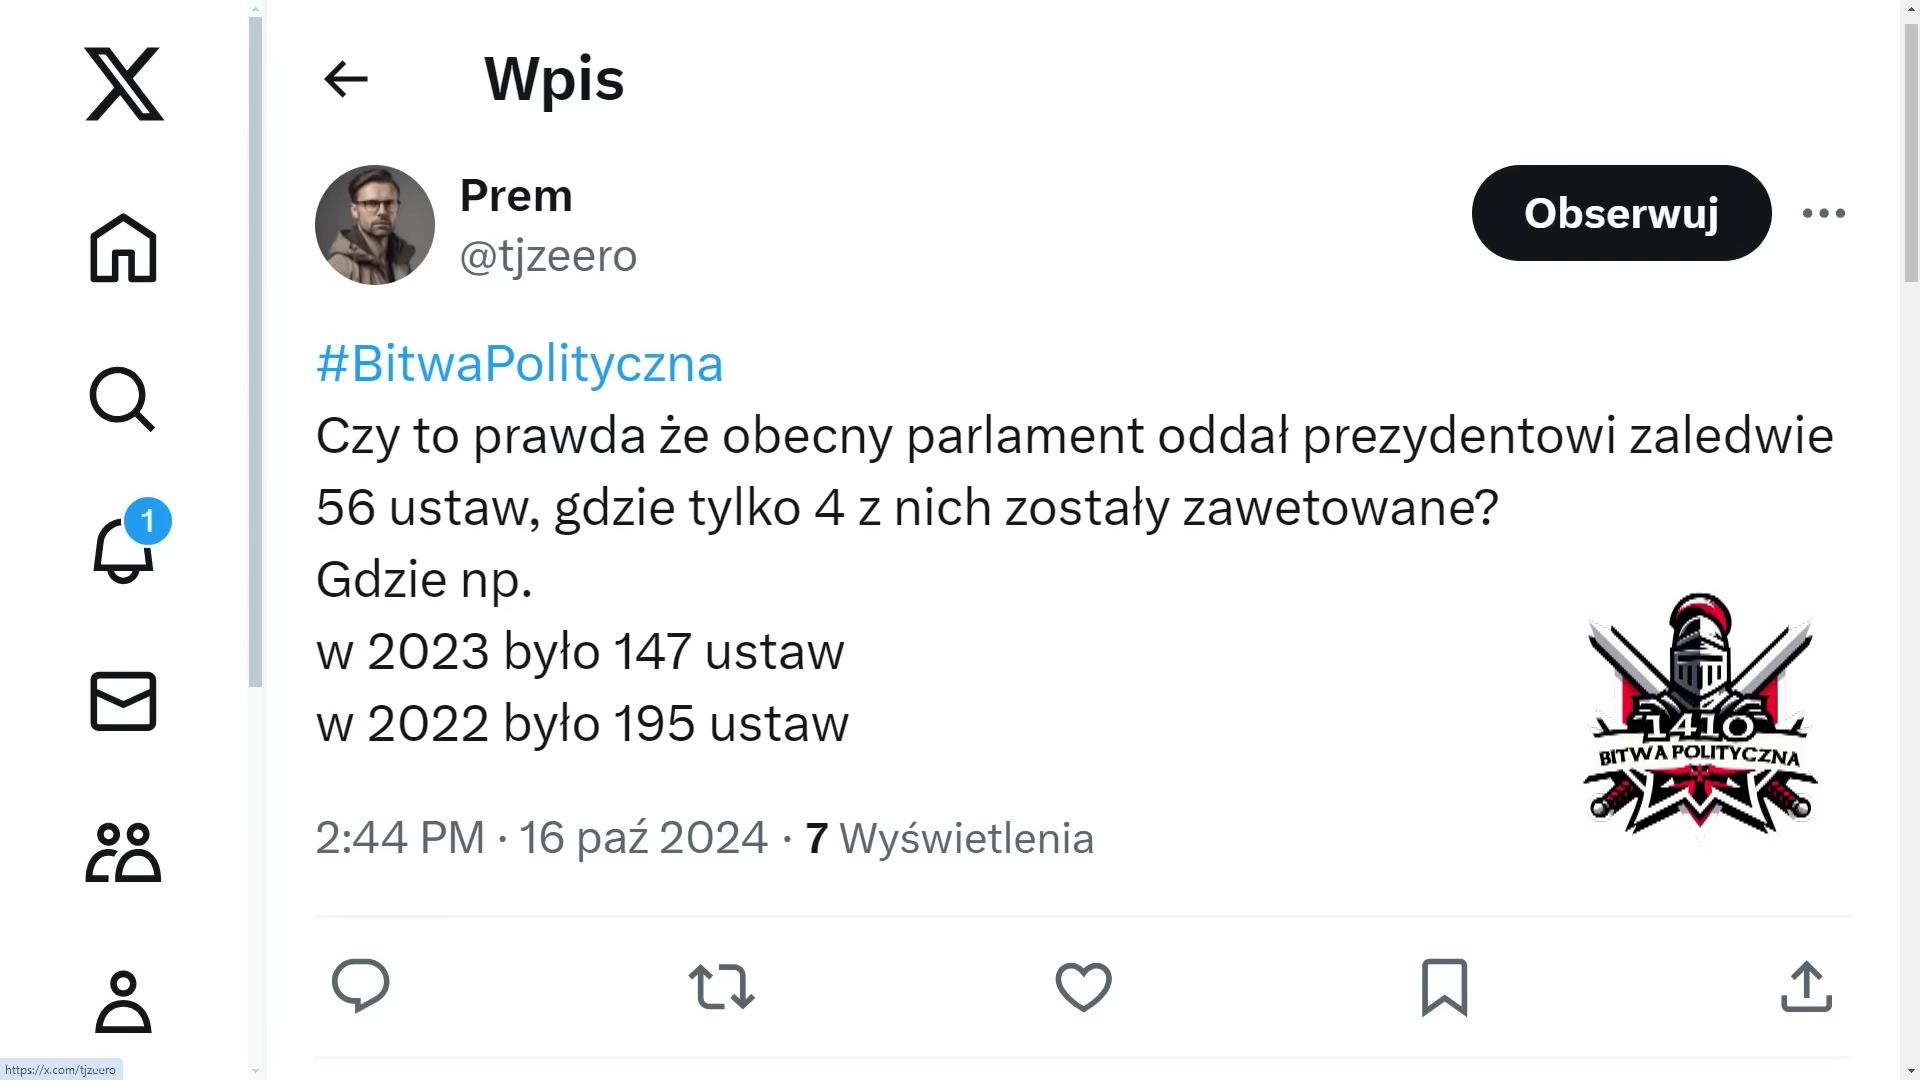 Wpis
Prem
@tjzeero
Obserwuj
#BitwaPolityczna
Czy to prawda że obecny parlament oddał prezydentowi zaledwie
56 ustaw, gdzie tylko 4 z nich zostały zawetowane?
Gdzie np.
w 2023 było 147 ustaw
w 2022 było 195 ustaw
1410
BITWA POLITYCZNA
2:44 PM · 16 paź 2024 · 7 Wyświetlenia
1
https://x.com/tjzeero